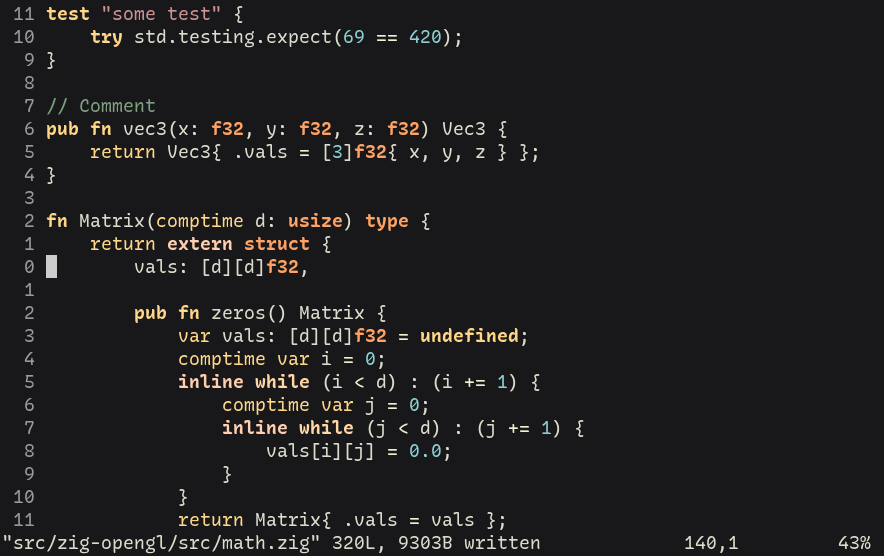 11 test "some test" {
10     try std.testing.expect(69 == 420);
9 }
8
7 // Comment
6 pub fn vec3(x: f32, y: f32, z: f32) Vec3 {
5     return Vec3{ .vals = [3]f32{ x, y, z } };
4 }
3
2 fn Matrix(comptime d: usize) type {
1     return extern struct {
0         vals: [d][d]f32,
1
2         pub fn zeros() Matrix {
3             var vals: [d][d]f32 = undefined;
4             comptime var i = 0;
5             inline while (i < d) : (i += 1) {
6                 comptime var j = 0;
7                 inline while (j < d) : (j += 1) {
8                     vals[i][j] = 0.0;
9                 }
10             }
11             return Matrix{ .vals = vals };
"src/zig-opengl/src/math.zig" 320L, 9303B written 140,1 43%